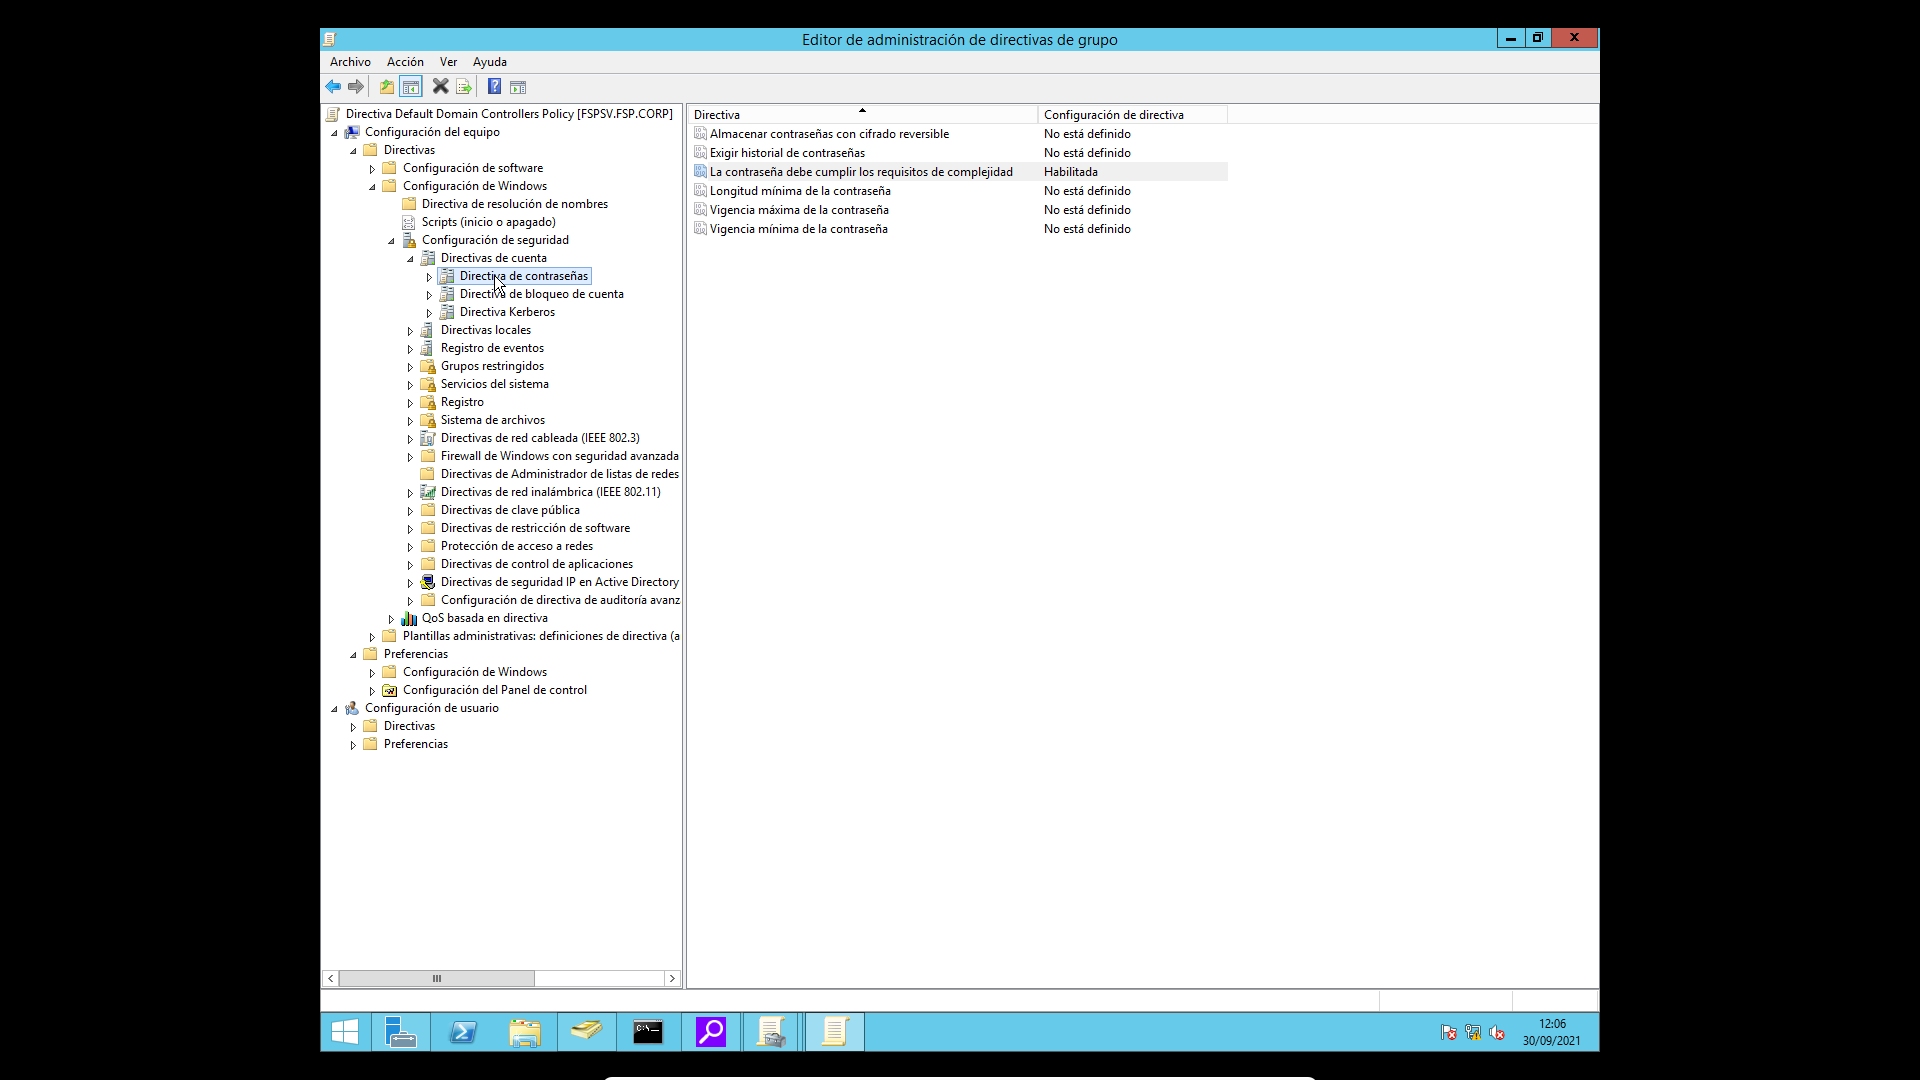 Editor de administración de directivas de grupo
Archivo Acción Ver Ayuda
Directiva Default Domain Controllers Policy [FSPSV.FSP.CORP]
Configuración del equipo
Directivas
Configuración de software
Configuración de Windows
Directiva de resolución de nombres
Scripts (inicio o apagado)
Configuración de seguridad
Directivas de cuenta
Directiva de contraseñas
Directiva de bloqueo de cuenta
Directiva Kerberos
Directivas locales
Registro de eventos
Grupos restringidos
Servicios del sistema
Registro
Sistema de archivos
Directivas de red cableada (IEEE 802.3)
Firewall de Windows con seguridad avanzada
Directivas de Administrador de listas de redes
Directivas de red inalámbrica (IEEE 802.11)
Directivas de clave pública
Directivas de restricción de software
Protección de acceso a redes
Directivas de control de aplicaciones
Directivas de seguridad IP en Active Directory
Configuración de directiva de auditoría avanz
QoS basada en directiva
Plantillas administrativas: definiciones de directiva (a
Preferencias
Configuración de Windows
Configuración del Panel de control
Configuración de usuario
Directivas
Preferencias
Directiva Configuración de directiva
Almacenar contraseñas con cifrado reversible No está definido
Exigir historial de contraseñas No está definido
La contraseña debe cumplir los requisitos de complejidad Habilitada
Longitud mínima de la contraseña No está definido
Vigencia máxima de la contraseña No está definido
Vigencia mínima de la contraseña No está definido
12:06
30/09/2021